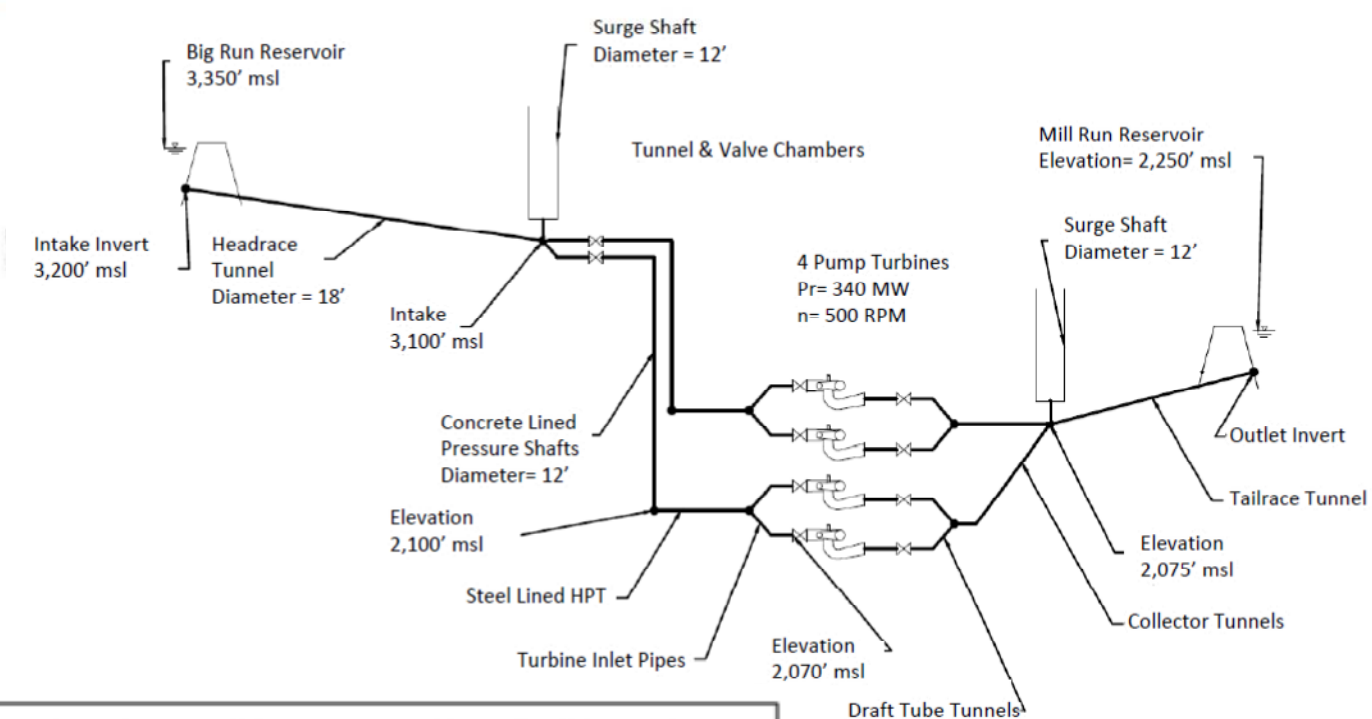 Surge Shaft
Diameter = 12'
Big Run Reservoir
3,350' msl
Tunnel & Valve Chambers
Mill Run Reservoir
Elevation= 2,250' msl
Intake Invert
3,200' msl
Headrace
Tunnel
Diameter = 18'
Surge Shaft
Diameter = 12'
4 Pump Turbines
Pr= 340 MW
n= 500 RPM
Intake
3,100' msl
Concrete Lined
Pressure Shafts
Diameter= 12'
Outlet Invert
Tailrace Tunnel
Elevation
2,100' msl
Elevation
2,075' msl
Steel Lined HPT
Collector Tunnels
Turbine Inlet Pipes
Elevation
2,070' msl
Draft Tube Tunnels